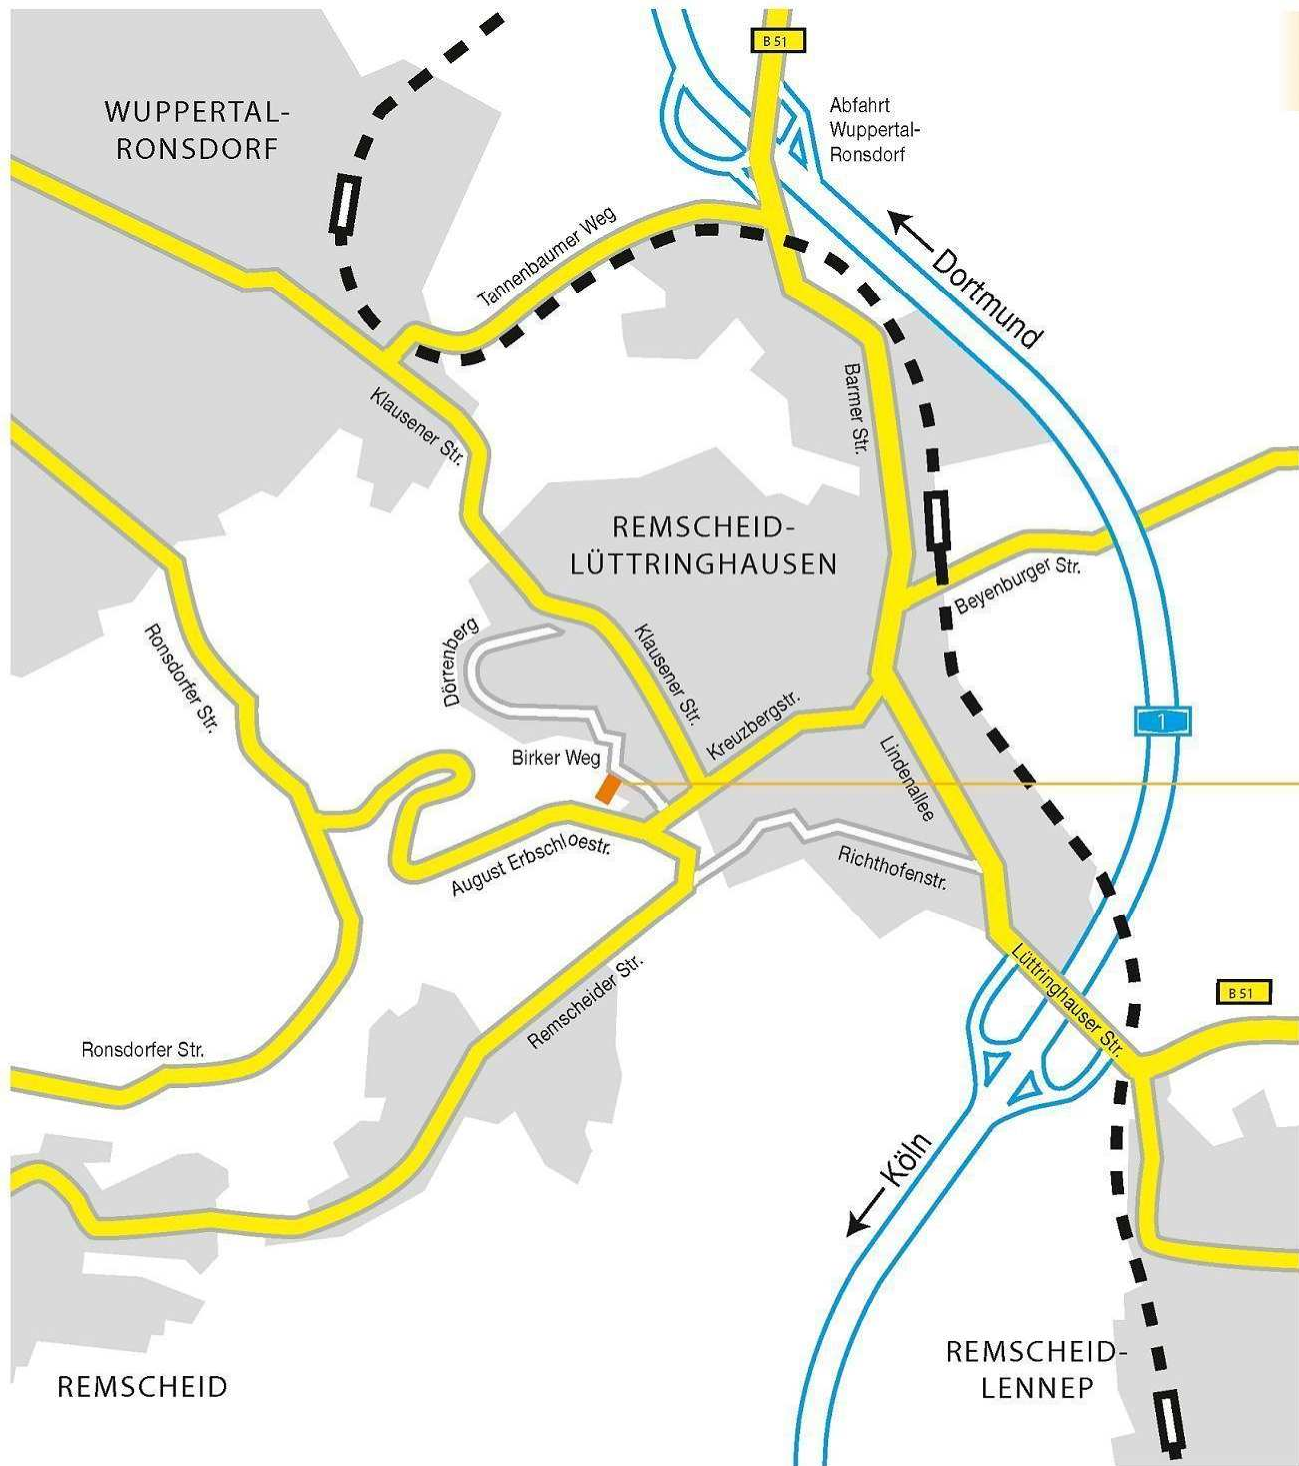 B 51
Abfahrt
Wuppertal-
Ronsdorf
WUPPERTAL-
RONSDORF
Tannenbaumer Weg
Dortmund
Klausener Str.
Barmer Str.
REMSCHEID-
LÜTTRINGHAUSEN
Beyenburger Str.
Ronsdorfer Str.
Dörrenberg
Klausener Str.
Kreuzbergstr.
1
Birker Weg
Lindenallee
August Erbschloestr.
Richthofenstr.
Remscheider Str.
Lüttringhauser Str.
B 51
Ronsdorfer Str.
Köln
REMSCHEID-
LENNEP
REMSCHEID